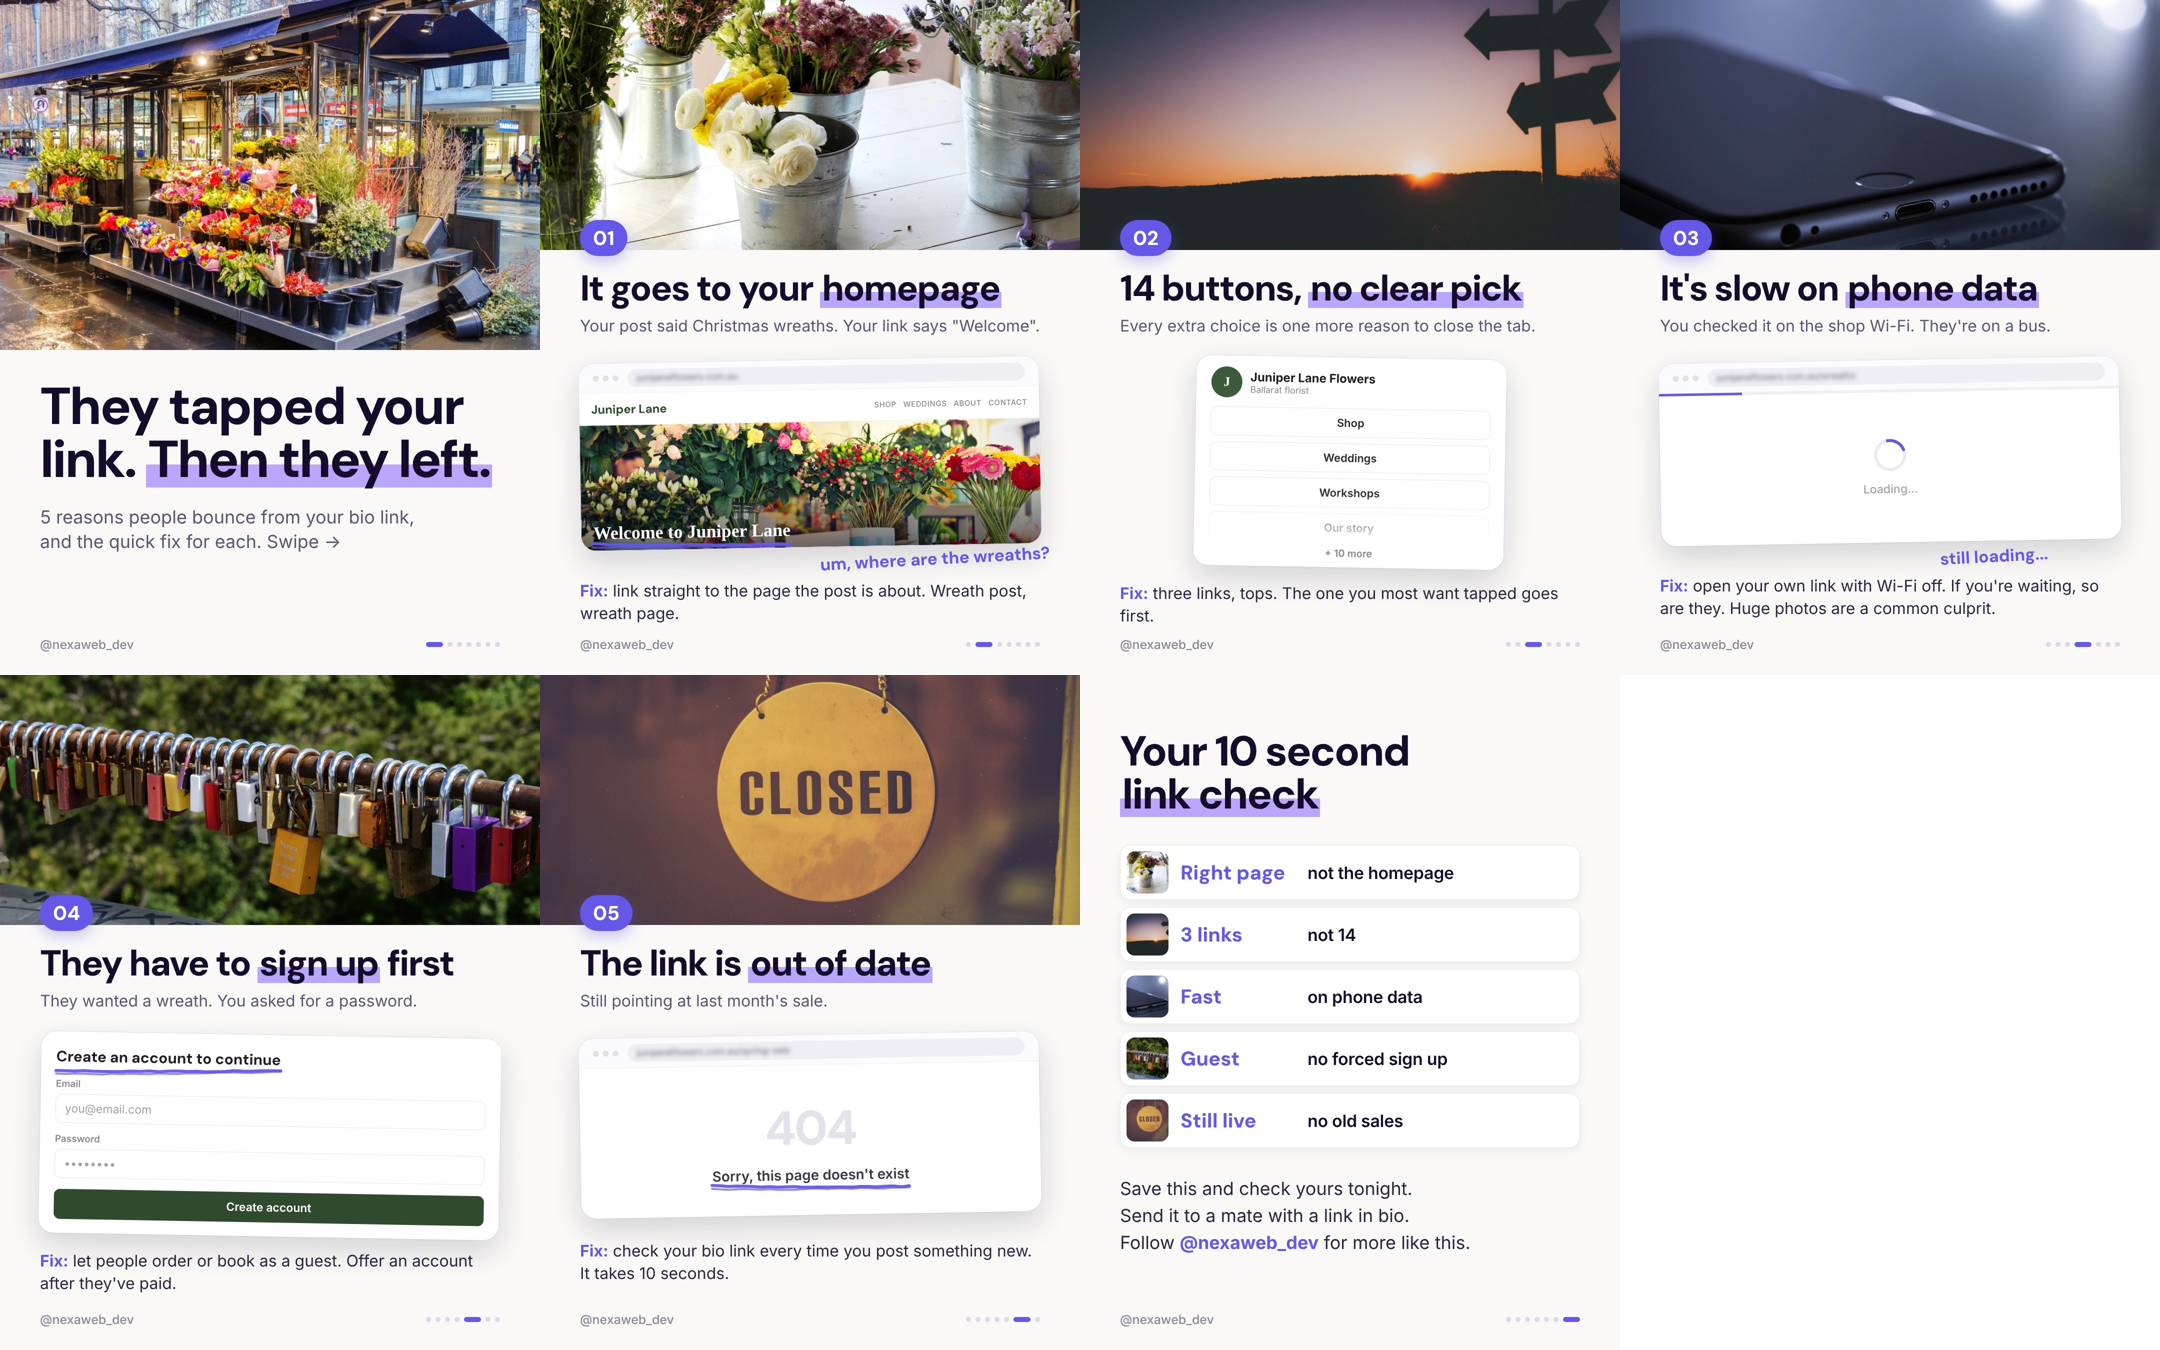 They tapped your
link. Then they left.
5 reasons people bounce from your bio link,
and the quick fix for each. Swipe →
@nexaweb_dev
01
It goes to your homepage
Your post said Christmas wreaths. Your link says "Welcome".
Juniper Lane
SHOP WEDDINGS ABOUT CONTACT
Welcome to Juniper Lane
um, where are the wreaths?
Fix: link straight to the page the post is about. Wreath post,
wreath page.
@nexaweb_dev
02
14 buttons, no clear pick
Every extra choice is one more reason to close the tab.
J
Juniper Lane Flowers
Ballarat florist
Shop
Weddings
Workshops
Our story
+ 10 more
Fix: three links, tops. The one you most want tapped goes
first.
@nexaweb_dev
03
It's slow on phone data
You checked it on the shop Wi-Fi. They're on a bus.
Loading...
still loading...
Fix: open your own link with Wi-Fi off. If you're waiting, so
are they. Huge photos are a common culprit.
@nexaweb_dev
04
They have to sign up first
They wanted a wreath. You asked for a password.
Create an account to continue
Email
you@email.com
Password
Create account
Fix: let people order or book as a guest. Offer an account
after they've paid.
@nexaweb_dev
CLOSED
05
The link is out of date
Still pointing at last month's sale.
404
Sorry, this page doesn't exist
Fix: check your bio link every time you post something new.
It takes 10 seconds.
@nexaweb_dev
Your 10 second
link check
Right page not the homepage
3 links not 14
Fast on phone data
Guest no forced sign up
CLOSED
Still live no old sales
Save this and check yours tonight.
Send it to a mate with a link in bio.
Follow @nexaweb_dev for more like this.
@nexaweb_dev